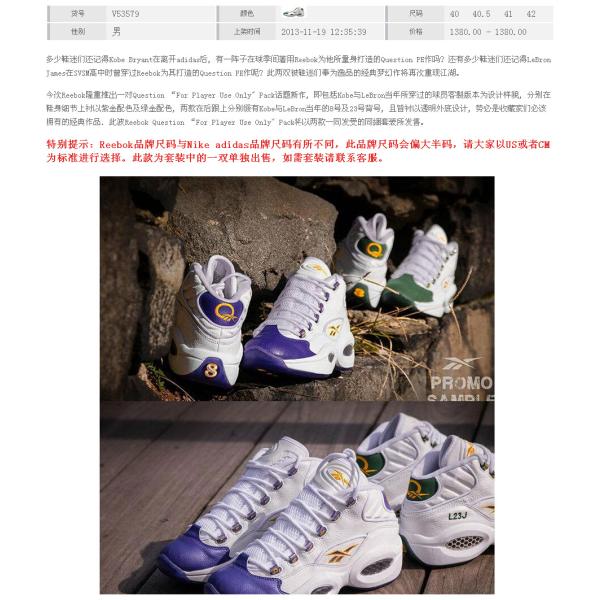 货号 V53579 颜色 尺码 40 40.5 41 42
性别 男 上架时间 2013-11-19 12:35:39 价格 1380.00 - 1380.00
多少鞋迷们还记得Kobe Bryant在离开adidas后, 有一阵子在球季间着用Reebok为他所量身打造的Question PE作吗? 还有多少鞋迷们还记得LeBron
James在SVSM高中时曾穿过Reebok为其打造的Question PE作呢? 此两双被鞋迷们奉为逸品的经典梦幻作将再次重现江湖。
今次Reebok隆重推出一对Question “For Player Use Only”Pack话题新作, 即包括Kobe与LeBron当年所穿过的球员客制版本为设计样貌, 分别在
鞋身细节上衬以紫金配色及绿金配色, 而款在后跟上分别缀有Kobe与LeBron当年的8号及23号背号, 且皆衬以透明外底设计, 势必是收藏家们必该
拥有的经典作品. 此波Reebok Question “For Player Use Only”Pack将以两款一同发受的同捆套装所发售。
特别提示: Reebok品牌尺码与Nike adidas品牌尺码有所不同, 此品牌尺码会偏大半码, 请大家以US或者CM
为标准进行选择。此款为套装中的一双单独出售, 如需套装请联系客服。
8
Reebok
PROMO
SAMPLE
L23J